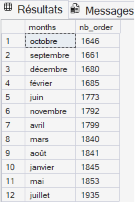 Résultats Messages
months nb_order
1 octobre 1646
2 septembre 1661
3 décembre 1680
4 février 1685
5 juin 1773
6 novembre 1792
7 avril 1799
8 mars 1840
9 août 1841
10 janvier 1845
11 mai 1853
12 juillet 1935